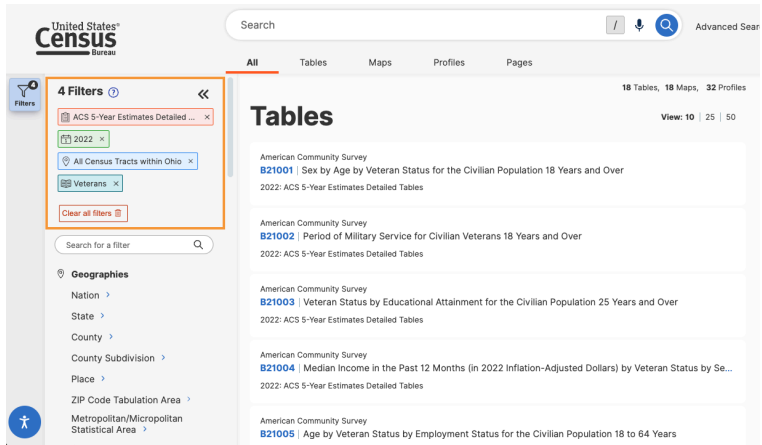 United States®
Census
Bureau
Search
/
Advanced Sear
All
Tables
Maps
Profiles
Pages
4
Filters
4 Filters
ACS 5-Year Estimates Detailed ... ×
2022 ×
All Census Tracts within Ohio ×
Veterans ×
Clear all filters
Search for a filter
Geographies
Nation
State
County
County Subdivision
Place
ZIP Code Tabulation Area
Metropolitan/Micropolitan
Statistical Area
18 Tables, 18 Maps, 32 Profiles
Tables
View: 10 | 25 | 50
American Community Survey
B21001 | Sex by Age by Veteran Status for the Civilian Population 18 Years and Over
2022: ACS 5-Year Estimates Detailed Tables
American Community Survey
B21002 | Period of Military Service for Civilian Veterans 18 Years and Over
2022: ACS 5-Year Estimates Detailed Tables
American Community Survey
B21003 | Veteran Status by Educational Attainment for the Civilian Population 25 Years and Over
2022: ACS 5-Year Estimates Detailed Tables
American Community Survey
B21004 | Median Income in the Past 12 Months (in 2022 Inflation-Adjusted Dollars) by Veteran Status by Se...
2022: ACS 5-Year Estimates Detailed Tables
American Community Survey
B21005 | Age by Veteran Status by Employment Status for the Civilian Population 18 to 64 Years